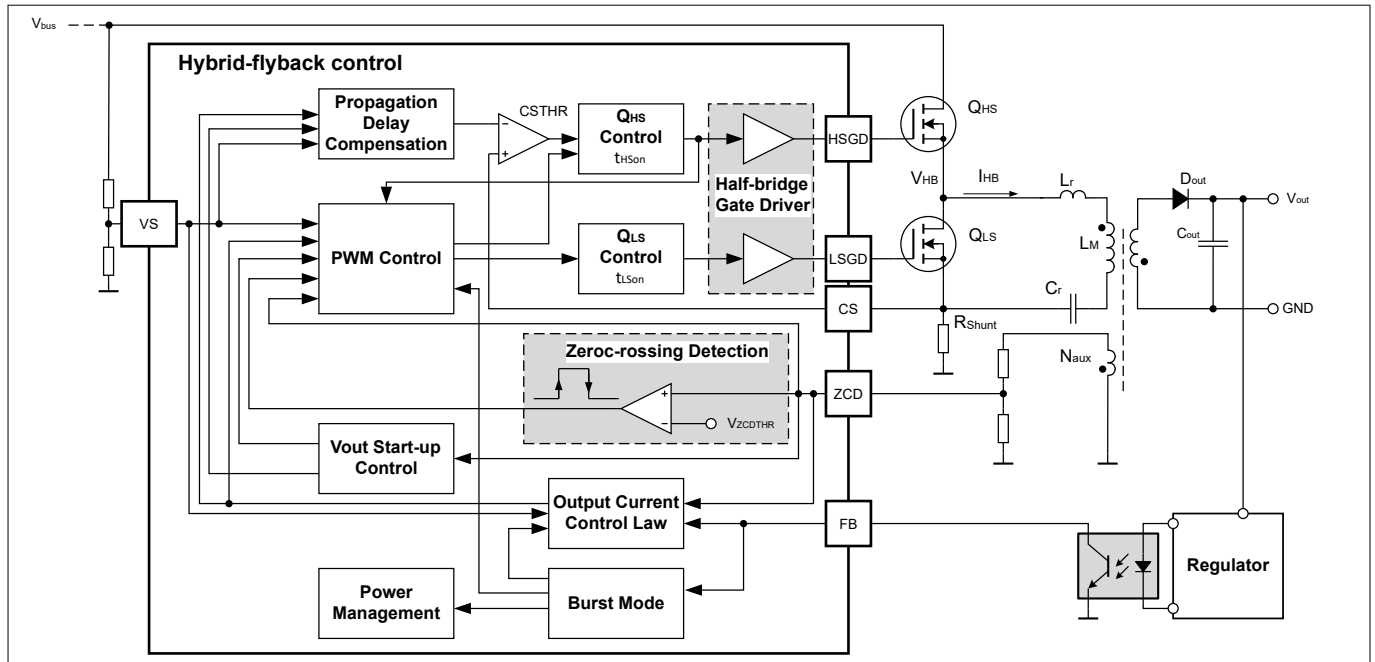 Vbus
Hybrid-flyback control
Propagation
Delay
Compensation
CSTHR
QHS
Control
tHSon
HSGD
QHS
Half-bridge
Gate Driver
VHB
IHB
Lr
Dout
Vout
Cout
LM
VS
PWM Control
QLS
Control
tLSon
LSGD
QLS
CS
Cr
RShunt
GND
Zeroc-rossing Detection
Naux
ZCD
VZCDTHR
Vout Start-up
Control
Output Current
Control Law
FB
Regulator
Power
Management
Burst Mode